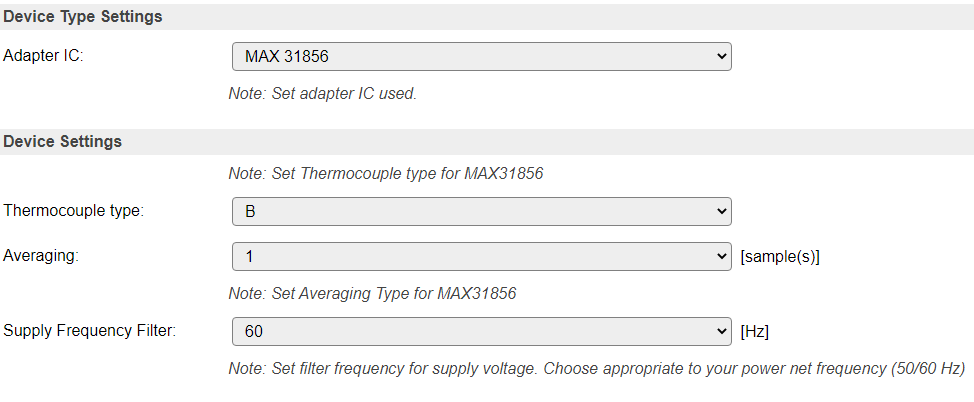 Device Type Settings
Adapter IC: MAX 31856
Note: Set adapter IC used.
Device Settings
Note: Set Thermocouple type for MAX31856
Thermocouple type: B
Averaging: 1 [sample(s)]
Note: Set Averaging Type for MAX31856
Supply Frequency Filter: 60 [Hz]
Note: Set filter frequency for supply voltage. Choose appropriate to your power net frequency (50/60 Hz)